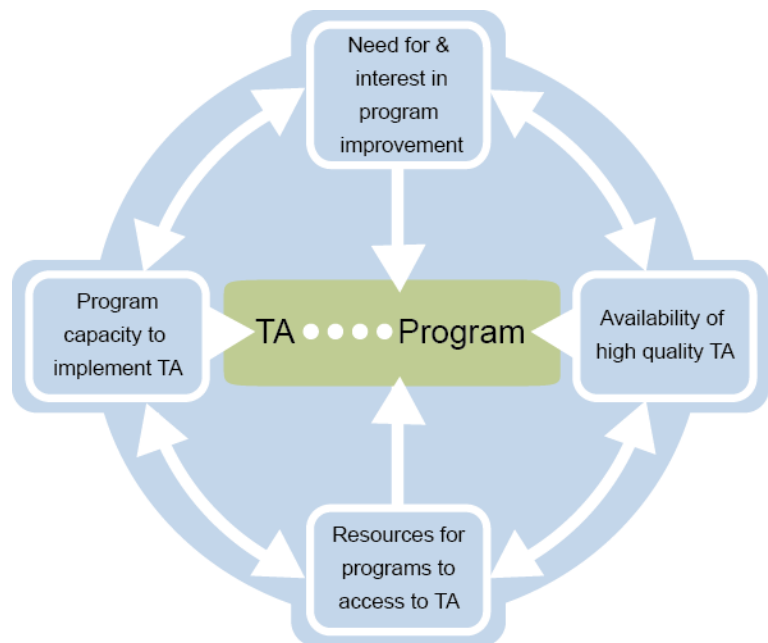 Need for &
interest in
program
improvement
Program
capacity to
implement TA
TA Program
Availability of
high quality TA
Resources for
programs to
access to TA